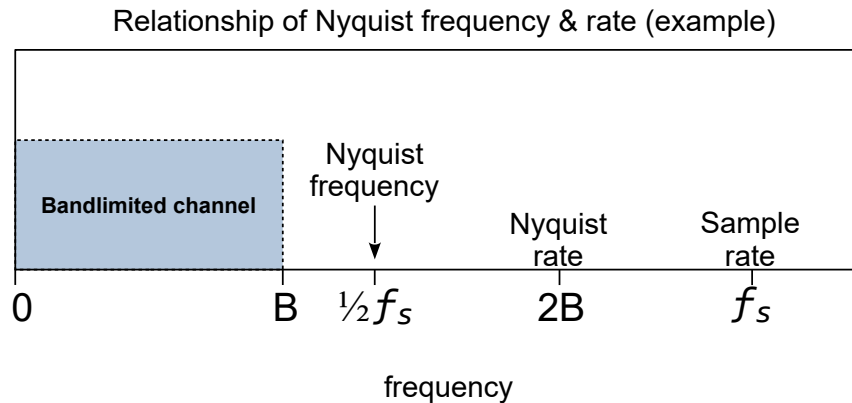 Relationship of Nyquist frequency & rate (example)
Bandlimited channel
Nyquist
frequency
Nyquist
rate
Sample
rate
0 B ½fs 2B fs
frequency